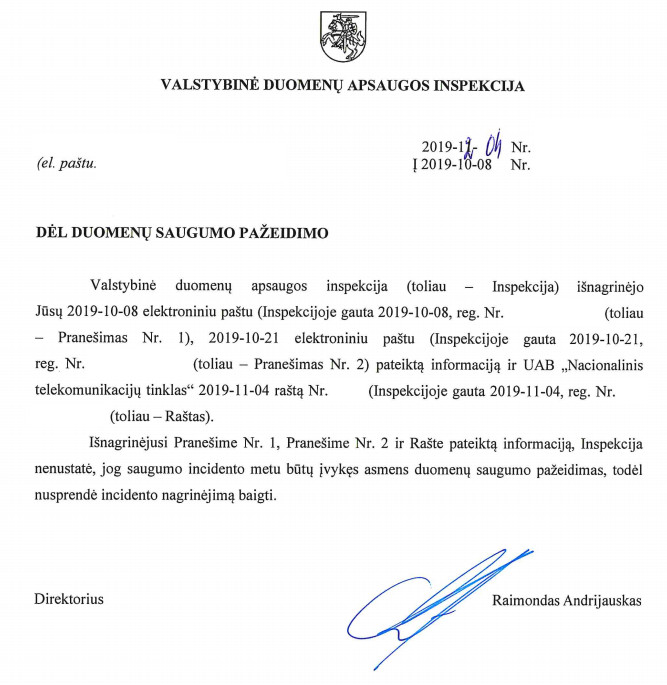 VALSTYBINĖ DUOMENŲ APSAUGOS INSPEKCIJA
2019-12-04 Nr.
(el. paštu.
Į 2019-10-08 Nr.
DĖL DUOMENŲ SAUGUMO PAŽEIDIMO
Valstybinė duomenų apsaugos inspekcija (toliau – Inspekcija) išnagrinėjo
Jūsų 2019-10-08 elektroniniu paštu (Inspekcijoje gauta 2019-10-08, reg. Nr. (toliau
– Pranešimas Nr. 1), 2019-10-21 elektroniniu paštu (Inspekcijoje gauta 2019-10-21,
reg. Nr. (toliau – Pranešimas Nr. 2) pateiktą informaciją ir UAB „Nacionalinis
telekomunikacijų tinklas“ 2019-11-04 raštą Nr. (Inspekcijoje gauta 2019-11-04, reg. Nr.
(toliau – Raštas).
Išnagrinėjusi Pranešime Nr. 1, Pranešime Nr. 2 ir Rašte pateiktą informaciją, Inspekcija
nenustatė, jog saugumo incidento metu būtų įvykęs asmens duomenų saugumo pažeidimas, todėl
nusprendė incidento nagrinėjimą baigti.
Direktorius
Raimondas Andrijauskas